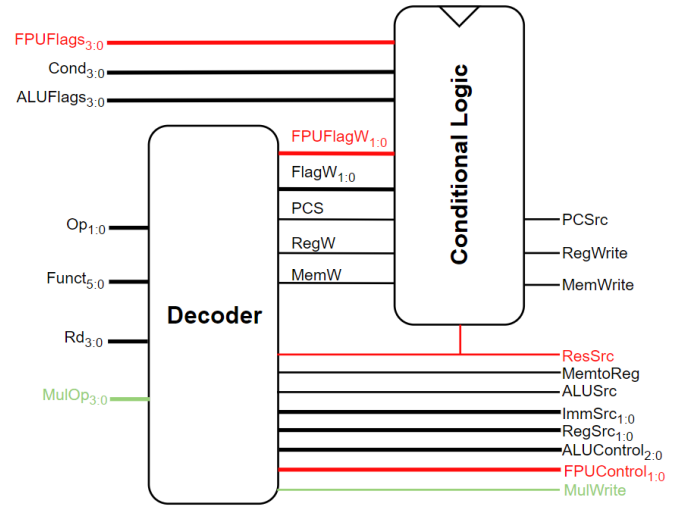 FPUFlags3:0
Cond3:0
ALUFlags3:0
Conditional Logic
FPUFlagW1:0
FlagW1:0
PCS
RegW
MemW
PCSrc
RegWrite
MemWrite
Op1:0
Funct5:0
Rd3:0
MulOp3:0
Decoder
ResSrc
MemtoReg
ALUSrc
ImmSrc1:0
RegSrc1:0
ALUControl2:0
FPUControl1:0
MulWrite